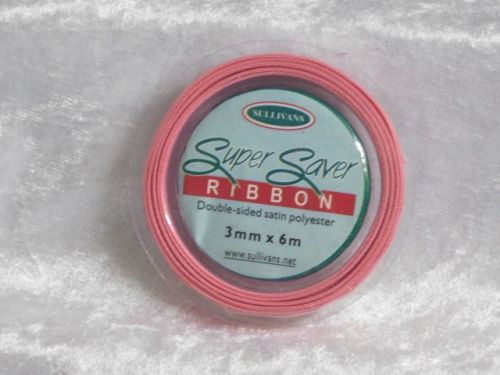 SULLIVANS
Super Saver
RIBBON
Double-sided satin polyester
3mm x 6m
www.sullivans.net